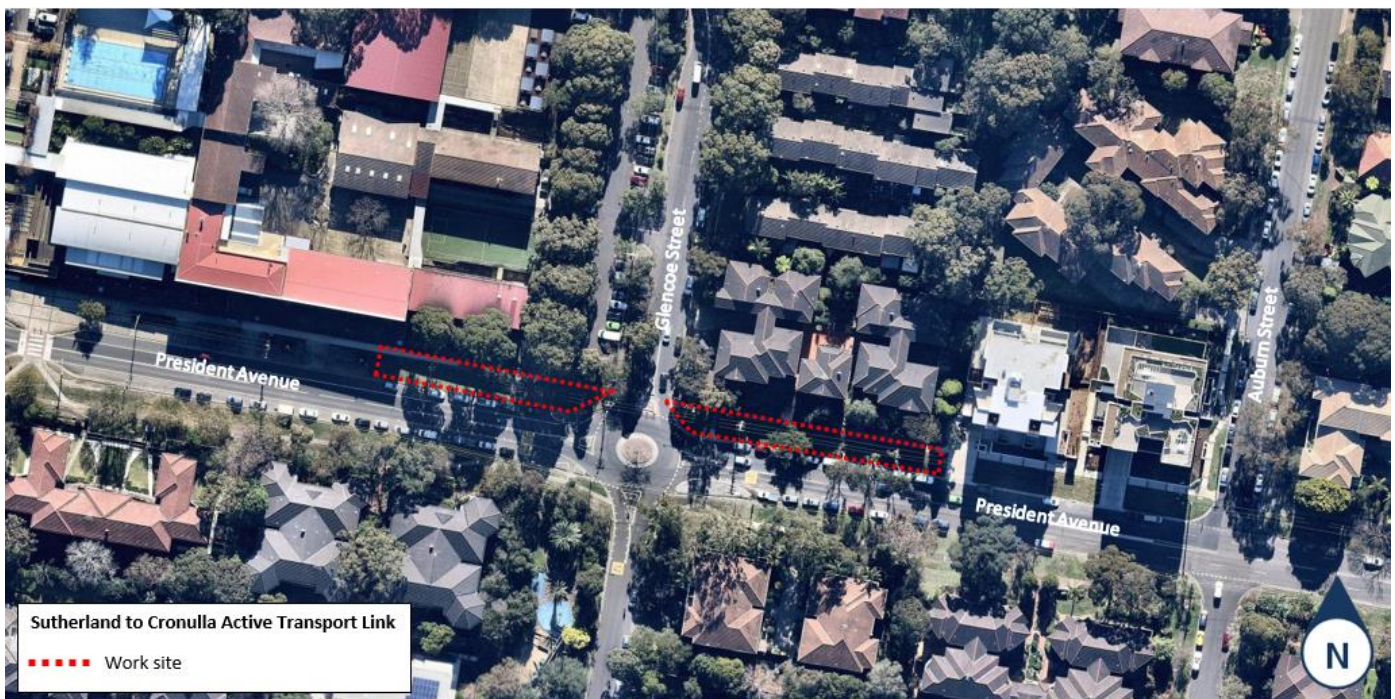 Glencoe Street
Auburn Street
President Avenue
President Avenue
Sutherland to Cronulla Active Transport Link
Work site
N